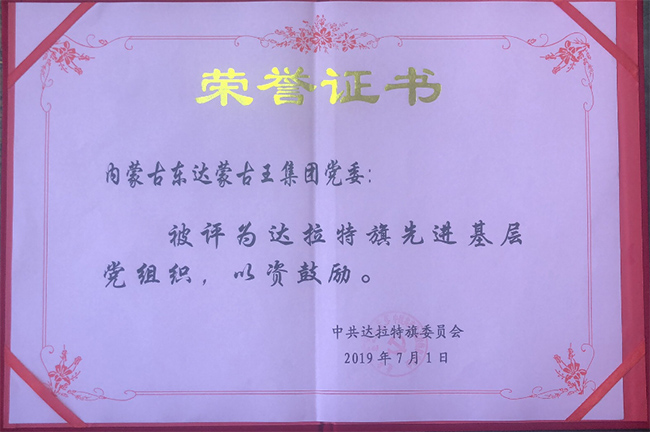 荣誉证书
内蒙古东达蒙古王集团党委：
被评为达拉特旗先进基层
党组织，以资鼓励。
中共达拉特旗委员会
2019年7月1日